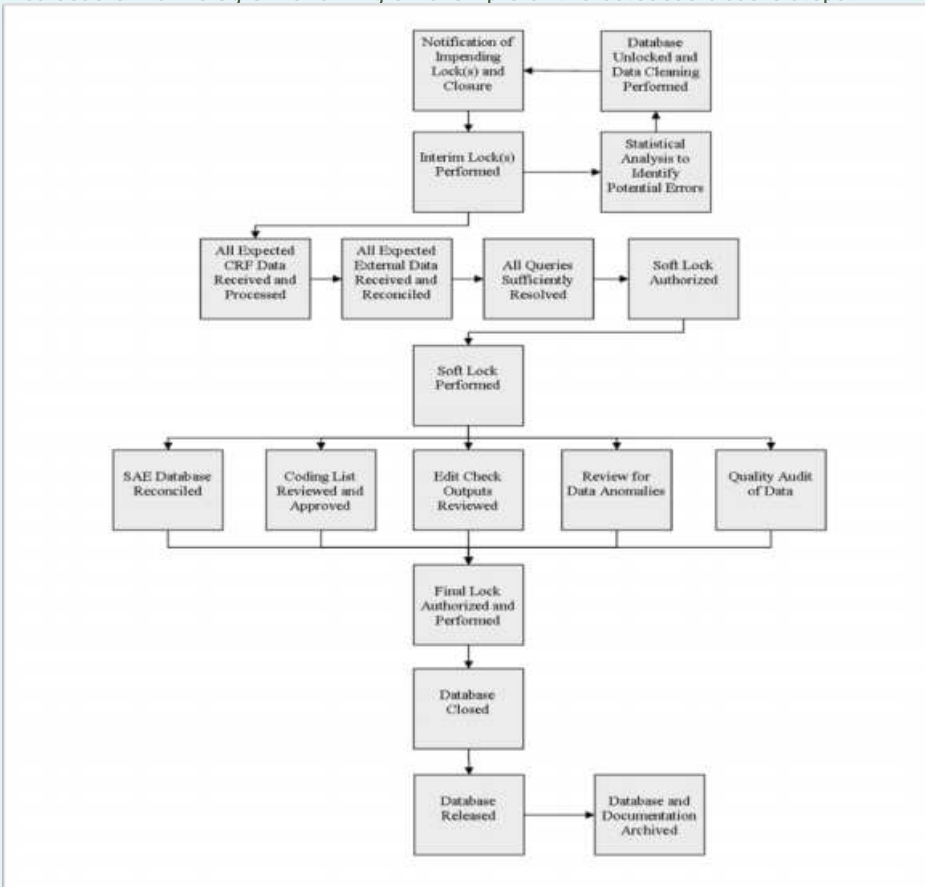 Notification of
Impending
Lock(s) and
Closure
Database
Unlocked and
Data Cleaning
Performed
Interim Lock(s)
Performed
Statistical
Analysis to
Identify
Potential Errors
All Expected
CRF Data
Received and
Processed
All Expected
External Data
Received and
Reconciled
All Queries
Sufficiently
Resolved
Soft Lock
Authorized
Soft Lock
Performed
SAE Database
Reconciled
Coding List
Reviewed and
Approved
Edit Check
Outputs
Reviewed
Review for
Data Anomalies
Quality Audit
of Data
Final Lock
Authorized and
Performed
Database
Closed
Database
Released
Database and
Documentation
Archived